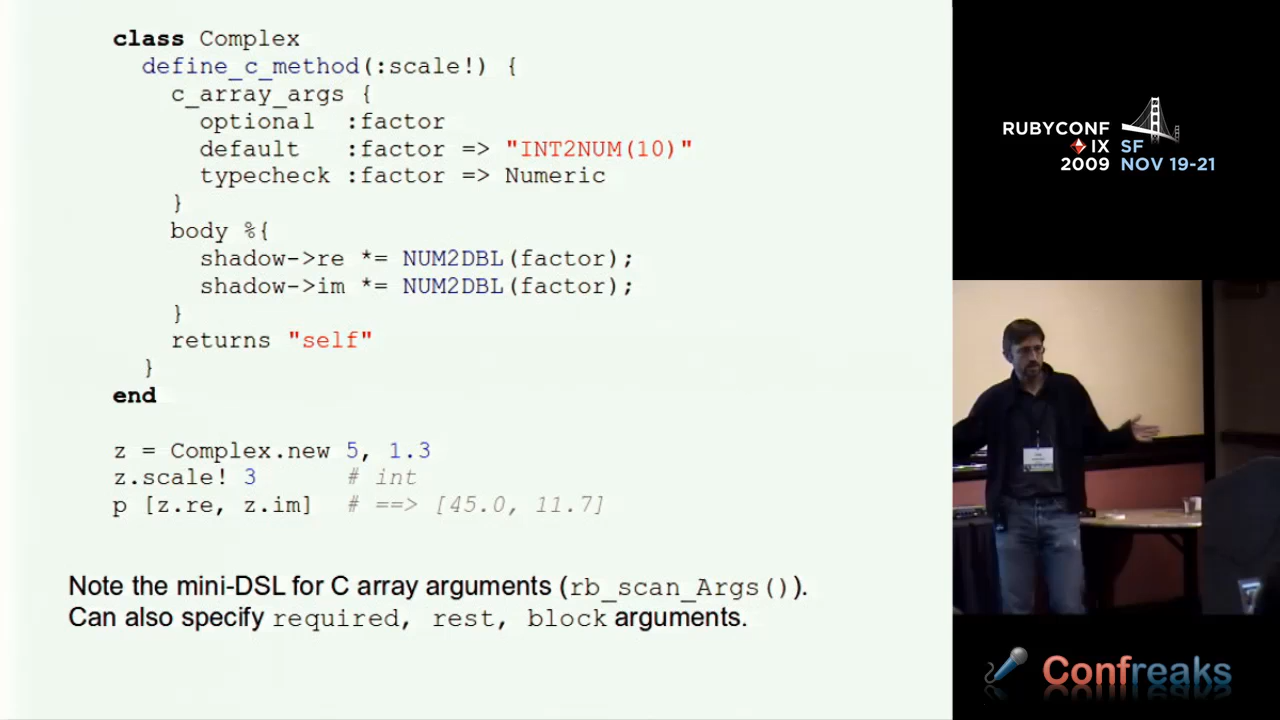 class Complex
define_c_method(:scale!) {
c_array_args {
optional :factor
default :factor => "INT2NUM(10)"
typecheck :factor => Numeric
}
body %{
shadow->re *= NUM2DBL(factor);
shadow->im *= NUM2DBL(factor);
}
returns "self"
}
end
z = Complex.new 5, 1.3
z.scale! 3 # int
p [z.re, z.im] # ==> [45.0, 11.7]
Note the mini-DSL for C array arguments (rb_scan_Args()).
Can also specify required, rest, block arguments.
RUBYCONF
IX SF
2009 NOV 19-21
Confreaks